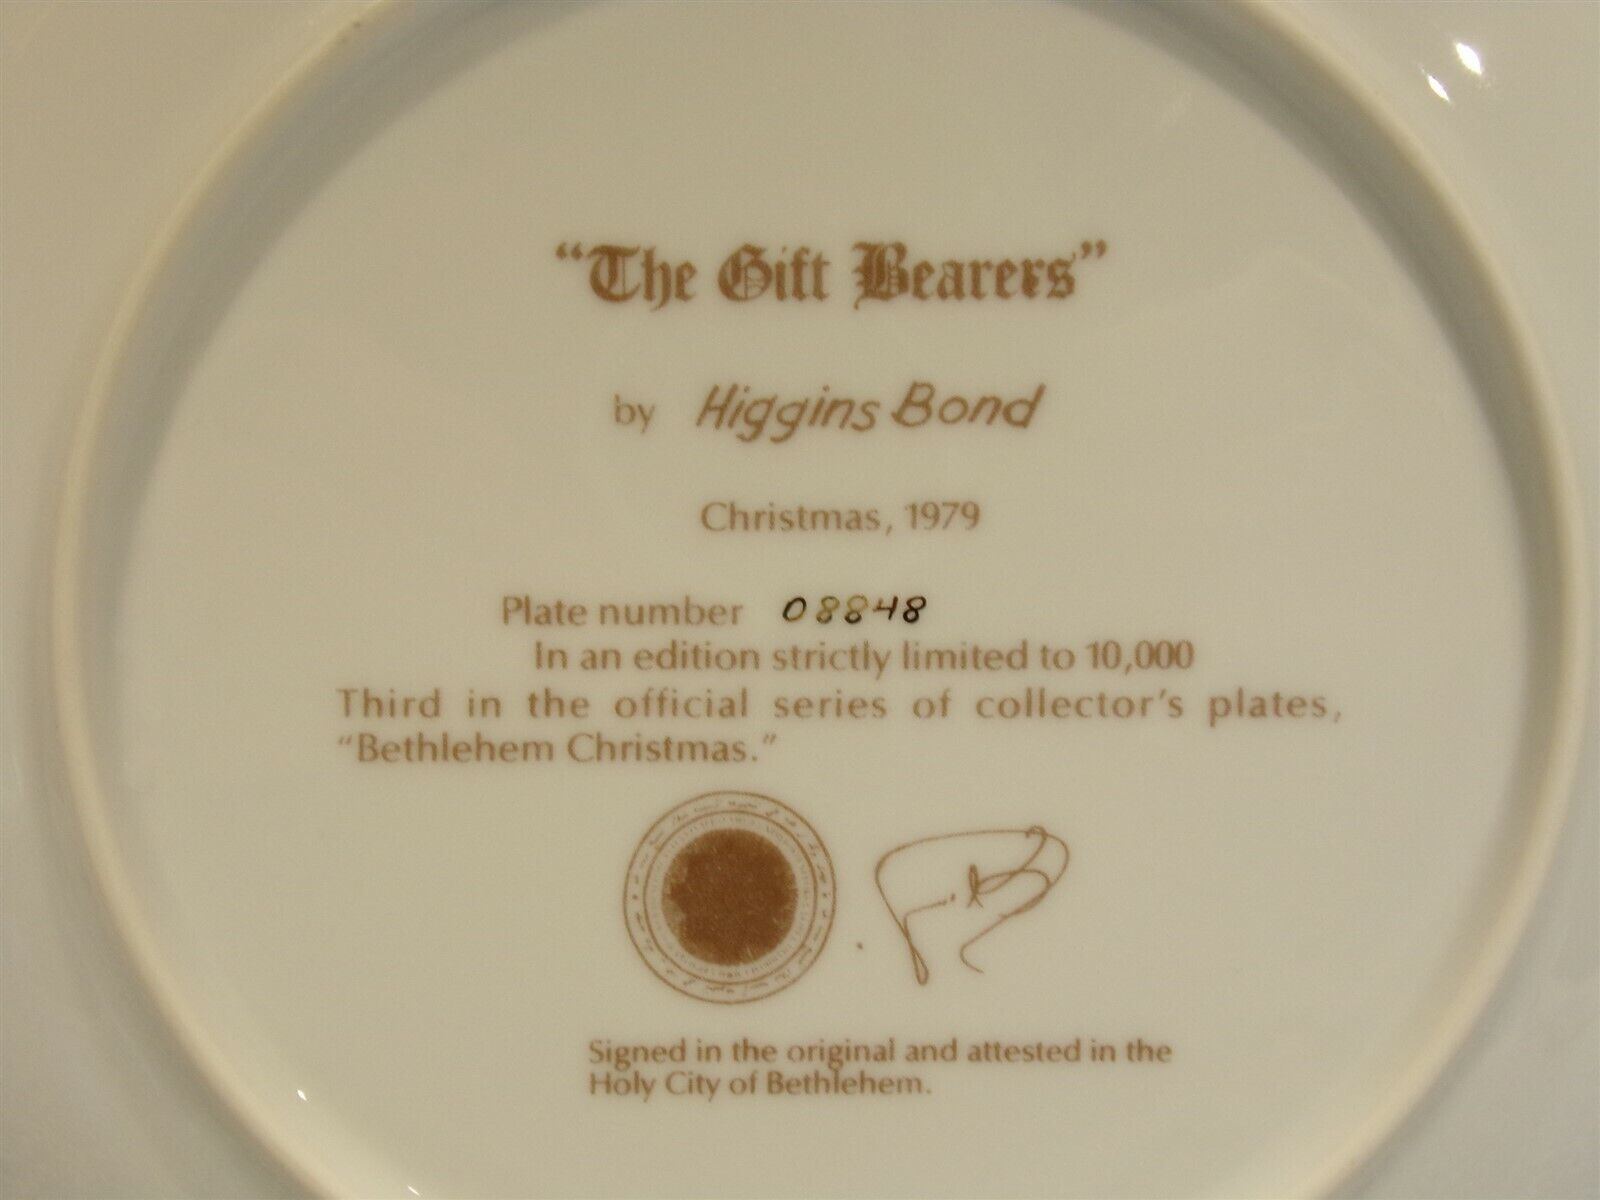 “The Gift Bearers”
by Higgins Bond
Christmas, 1979
Plate number 08848
In an edition strictly limited to 10,000
Third in the official series of collector’s plates,
“Bethlehem Christmas.”
Signed in the original and attested in the
Holy City of Bethlehem.